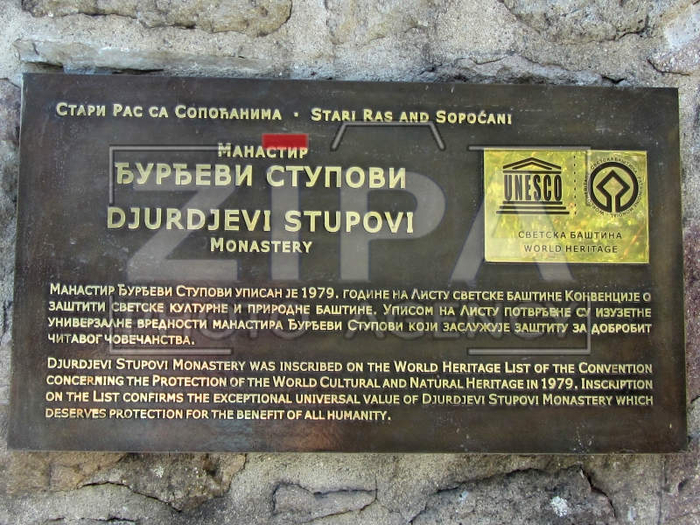 Стари Рас са Сопоћанима · Stari Ras and Sopoćani
Манастир
Ђурђеви ступови
Djurdjevi Stupovi
Monastery
UNESCO
СВЕТСКА БАШТИНА
WORLD HERITAGE
Манастир Ђурђеви Ступови уписан је 1979. године на Листу светске баштине Конвенције о
заштити светске културне и природне баштине. Уписом на Листу потврђене су изузетне
универзалне вредности манастира Ђурђеви Ступови које заслужује заштиту за добробит
читавог човечанства.
Djurdjevi Stupovi Monastery was inscribed on the World Heritage List of the Convention
concerning the Protection of the World Cultural and Natural Heritage in 1979. Inscription
on the List confirms the exceptional universal value of Djurdjevi Stupovi Monastery which
deserves protection for the benefit of all humanity.
ZIPA
PHOTO AGENCY